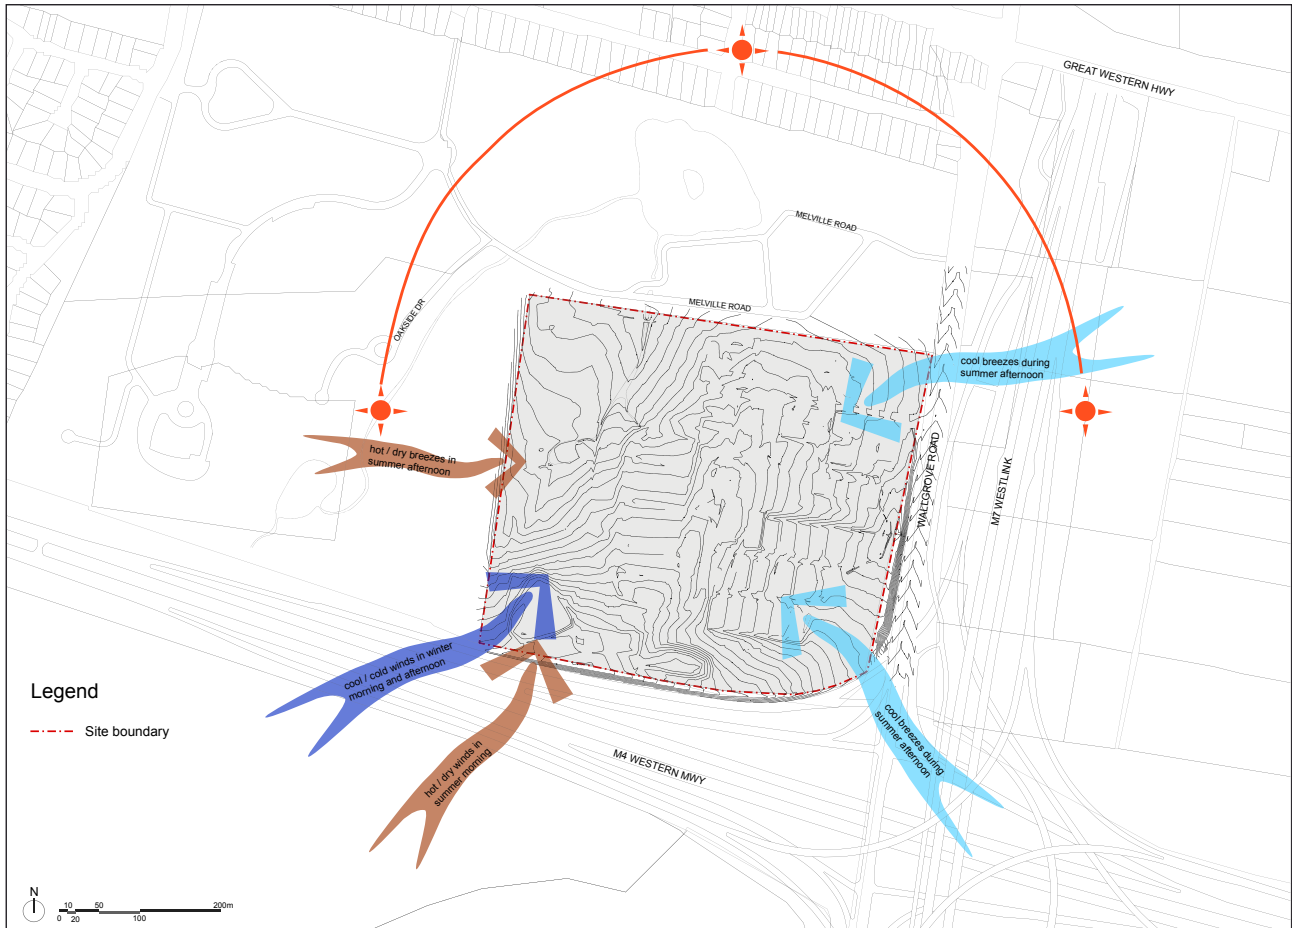 GREAT WESTERN HWY
MELVILLE ROAD
MELVILLE ROAD
OAKSIDE DR
cool breezes during
summer afternoon
hot / dry breezes in
summer afternoon
WALLGROVE ROAD
M7 WESTLINK
cool / cold winds in winter
morning and afternoon
hot / dry winds in
summer morning
cool breezes during
summer afternoon
M4 WESTERN MWY
Legend
Site boundary
N
10 50 200m
0 20 100